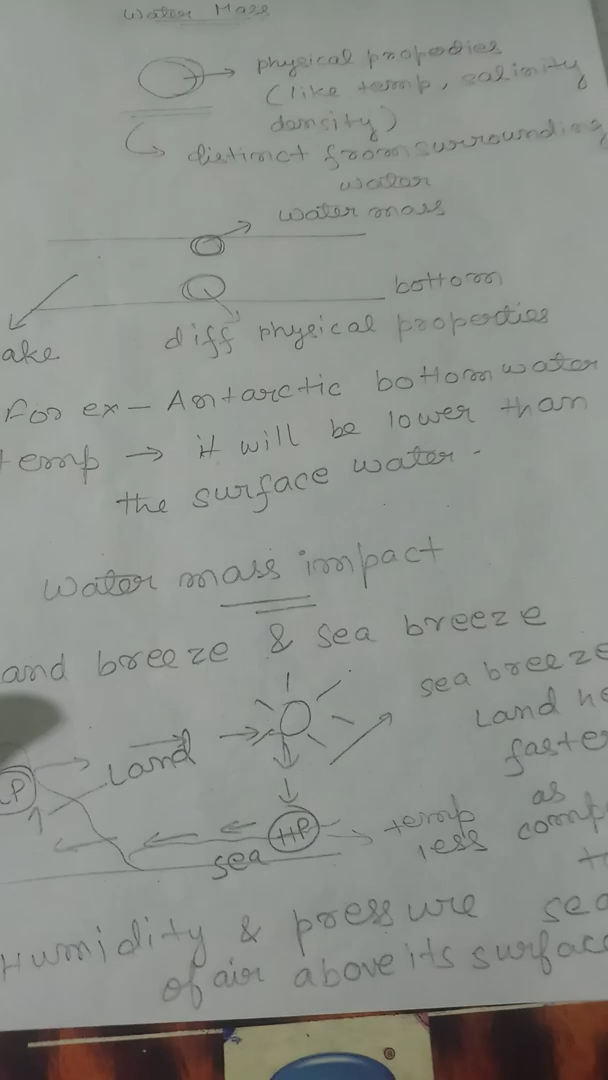 Water Mass
physical properties
(like temp, salinity
density)
distinct from surrounding
water
water mass
bottom
ake
diff physical properties
For ex - Antarctic bottom water
temp → it will be lower than
the surface water.
water mass impact
and breeze & sea breeze
sea breeze
Land he
faster
as
comp
Land
LP
HP
temp
less
sea
Humidity & pressure sea
of air above its surface